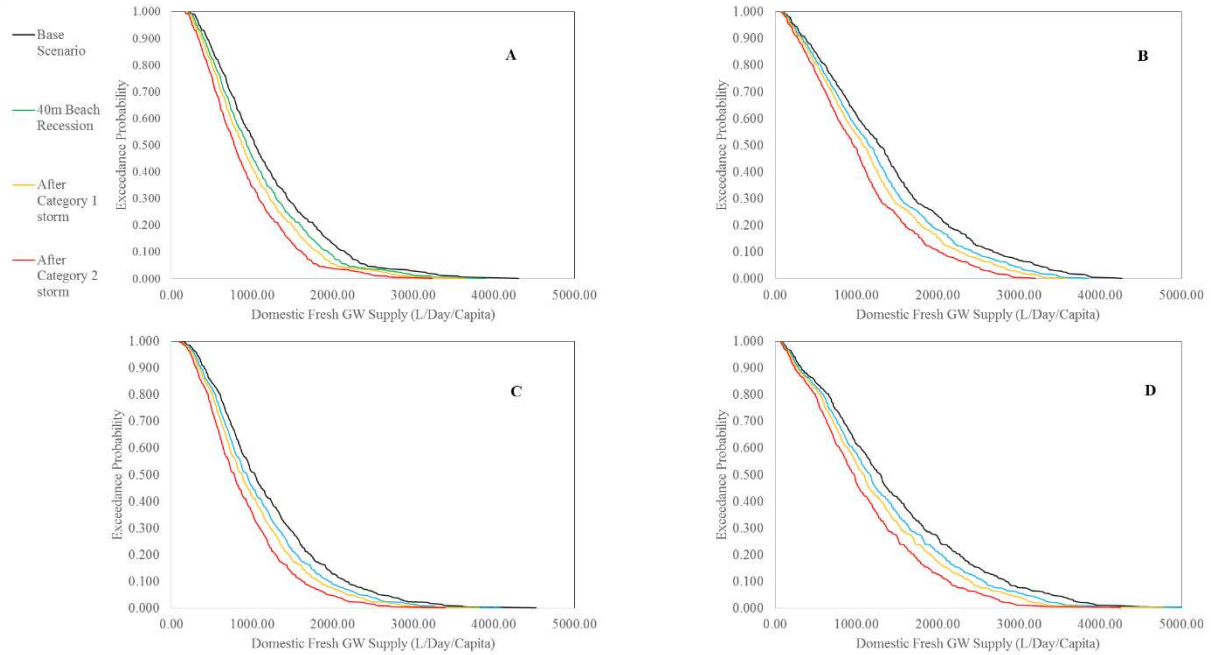 Base
Scenario
40m Beach
Recession
After
Category 1
storm
After
Category 2
storm
1.000
0.900
0.800
0.700
0.600
0.500
0.400
0.300
0.200
0.100
0.000
Exceedance Probability
A
0.00 1000.00 2000.00 3000.00 4000.00 5000.00
Domestic Fresh GW Supply (L/Day/Capita)
1.000
0.900
0.800
0.700
0.600
0.500
0.400
0.300
0.200
0.100
0.000
Exceedance Probability
B
0.00 1000.00 2000.00 3000.00 4000.00 5000.00
Domestic Fresh GW Supply (L/Day/Capita)
1.000
0.900
0.800
0.700
0.600
0.500
0.400
0.300
0.200
0.100
0.000
Exceedance Probability
C
0.00 1000.00 2000.00 3000.00 4000.00 5000.00
Domestic Fresh GW Supply (L/Day/Capita)
1.000
0.900
0.800
0.700
0.600
0.500
0.400
0.300
0.200
0.100
0.000
Exceedance Probability
D
0.00 1000.00 2000.00 3000.00 4000.00 5000.00
Domestic Fresh GW Supply (L/Day/Capita)